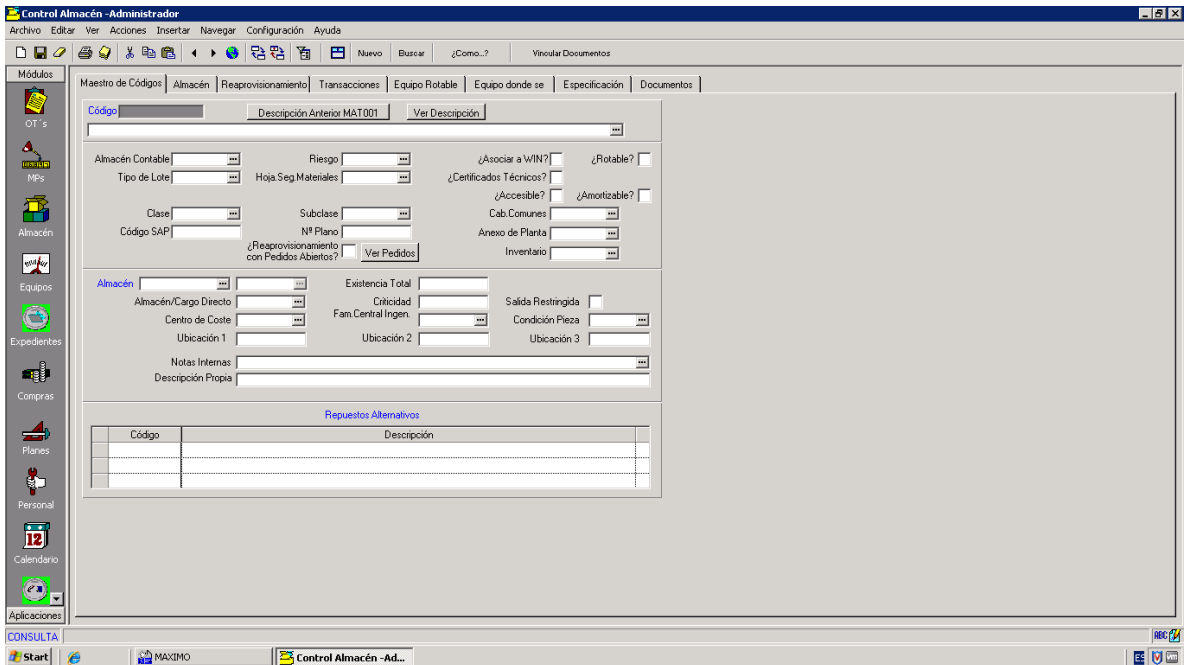 Control Almacén -Administrador
Archivo Editar Ver Acciones Insertar Navegar Configuración Ayuda
Nuevo Buscar ¿Como...? Vincular Documentos
Módulos
OT´s
MPs
Almacén
Equipos
Expedientes
Compras
Planes
Personal
12
Calendario
Aplicaciones
Maestro de Códigos Almacén Reaprovisionamiento Transacciones Equipo Rotable Equipo donde se Especificación Documentos
Código Descripción Anterior MAT001 Ver Descripción
Almacén Contable Riesgo ¿Asociar a WIN? ¿Rotable?
Tipo de Lote Hoja.Seg.Materiales ¿Certificados Técnicos?
¿Accesible? ¿Amortizable?
Clase Subclase Cab.Comunes
Código SAP Nº Plano Anexo de Planta
¿Reaprovisionamiento
con Pedidos Abiertos? Ver Pedidos Inventario
Almacén Existencia Total
Almacén/Cargo Directo Criticidad Salida Restringida
Centro de Coste Fam.Central Ingen. Condición Pieza
Ubicación 1 Ubicación 2 Ubicación 3
Notas Internas
Descripción Propia
Repuestos Alternativos
Código Descripción
CONSULTA ABC
Start MAXIMO Control Almacén -Ad... ES